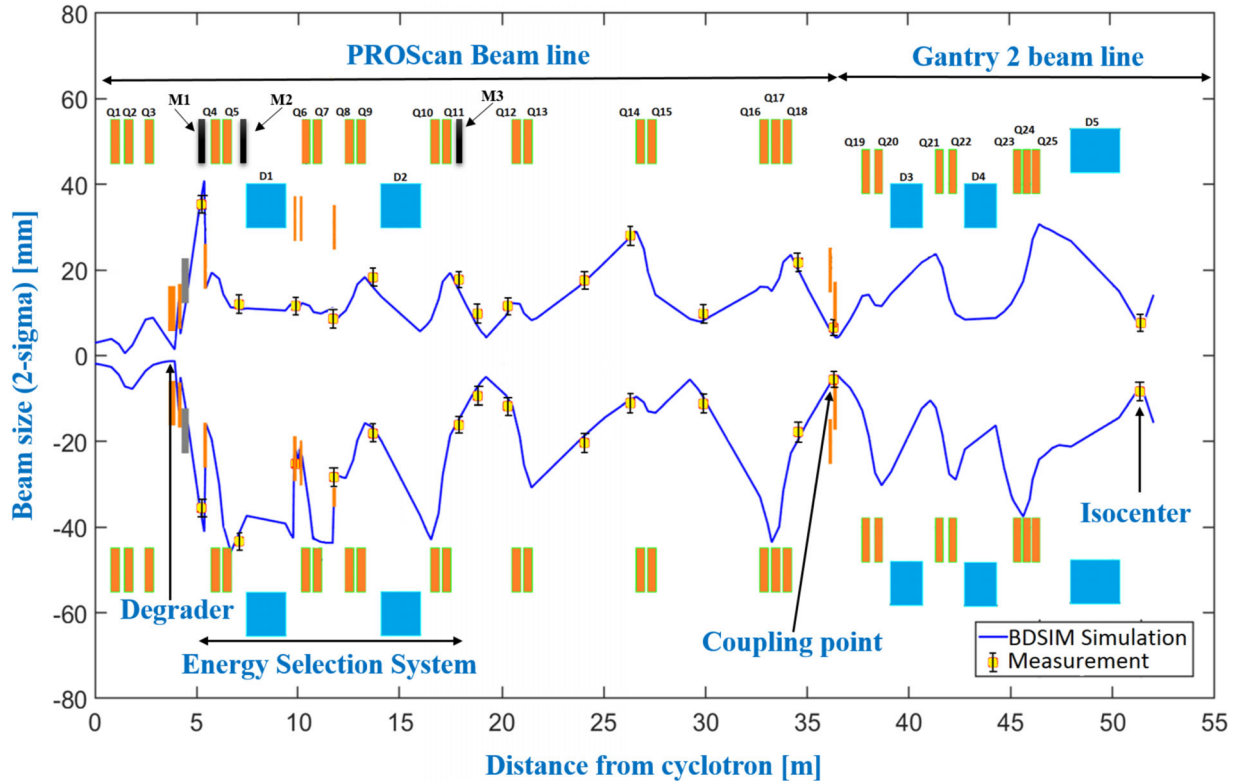 80
60
40
20
0
-20
-40
-60
-80
Beam size (2-sigma) [mm]
PROScan Beam line
Gantry 2 beam line
M1
M2
M3
Q1 Q2 Q3
Q4 Q5
Q6 Q7
Q8 Q9
Q10 Q11
Q12 Q13
Q14 Q15
Q16
Q17
Q18
Q19
Q20
Q21
Q22
Q23
Q24
Q25
D1
D2
D3
D4
D5
Degrader
Energy Selection System
Coupling point
Isocenter
BDSIM Simulation
Measurement
0 5 10 15 20 25 30 35 40 45 50 55
Distance from cyclotron [m]